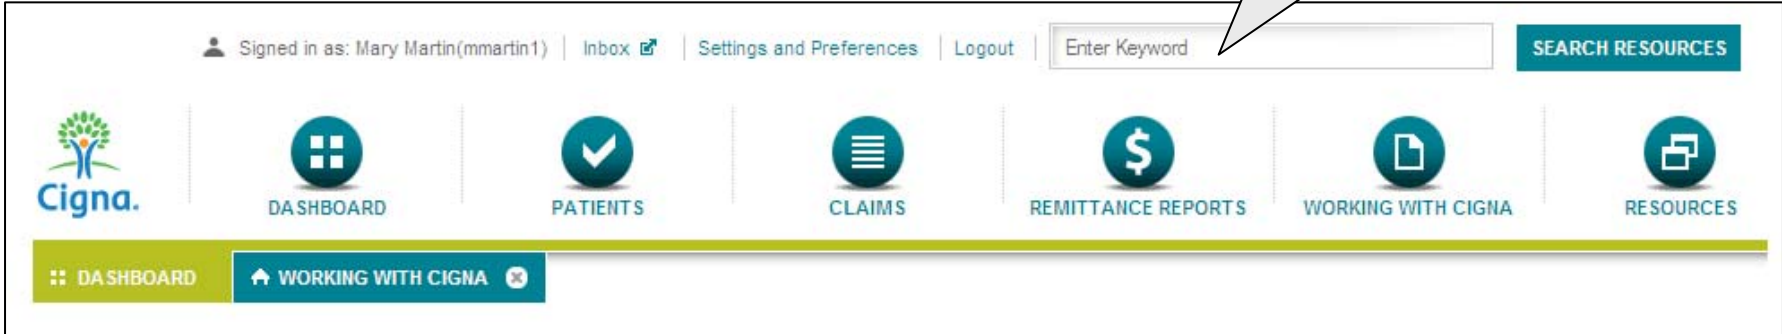 Signed in as: Mary Martin(mmartin1) | Inbox | Settings and Preferences | Logout | Enter Keyword SEARCH RESOURCES
Cigna.
DASHBOARD PATIENTS CLAIMS REMITTANCE REPORTS WORKING WITH CIGNA RESOURCES
DASHBOARD WORKING WITH CIGNA